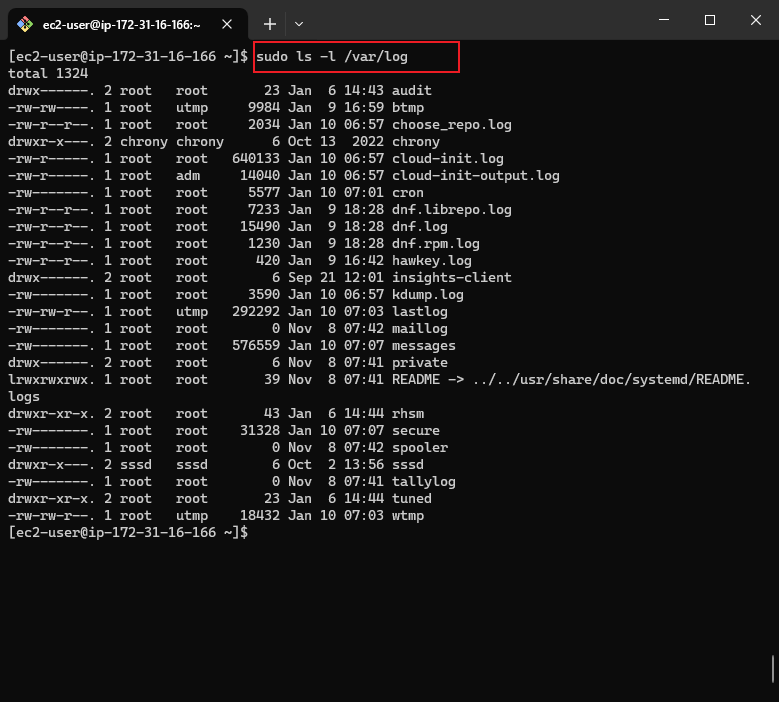 ec2-user@ip-172-31-16-166:~
[ec2-user@ip-172-31-16-166 ~]$ sudo ls -l /var/log
total 1324
drwx------. 2 root   root       23 Jan  6 14:43 audit
-rw-rw----. 1 root   utmp     9984 Jan  9 16:59 btmp
-rw-r--r--. 1 root   root     2034 Jan 10 06:57 choose_repo.log
drwxr-x---. 2 chrony chrony      6 Oct 13  2022 chrony
-rw-r-----. 1 root   root   640133 Jan 10 06:57 cloud-init.log
-rw-r-----. 1 root   adm     14040 Jan 10 06:57 cloud-init-output.log
-rw-------. 1 root   root     5577 Jan 10 07:01 cron
-rw-r--r--. 1 root   root     7233 Jan  9 18:28 dnf.librepo.log
-rw-r--r--. 1 root   root    15490 Jan  9 18:28 dnf.log
-rw-r--r--. 1 root   root     1230 Jan  9 18:28 dnf.rpm.log
-rw-r--r--. 1 root   root      420 Jan  9 16:42 hawkey.log
drwx------. 2 root   root        6 Sep 21 12:01 insights-client
-rw-------. 1 root   root     3590 Jan 10 06:57 kdump.log
-rw-rw-r--. 1 root   utmp   292292 Jan 10 07:03 lastlog
-rw-------. 1 root   root        0 Nov  8 07:42 maillog
-rw-------. 1 root   root   576559 Jan 10 07:07 messages
drwx------. 2 root   root        6 Nov  8 07:41 private
lrwxrwxrwx. 1 root   root       39 Nov  8 07:41 README -> ../../usr/share/doc/systemd/README.
logs
drwxr-xr-x. 2 root   root       43 Jan  6 14:44 rhsm
-rw-------. 1 root   root    31328 Jan 10 07:07 secure
-rw-------. 1 root   root        0 Nov  8 07:42 spooler
drwxr-x---. 2 sssd   sssd        6 Oct  2 13:56 sssd
-rw-------. 1 root   root        0 Nov  8 07:41 tallylog
drwxr-xr-x. 2 root   root       23 Jan  6 14:44 tuned
-rw-rw-r--. 1 root   utmp    18432 Jan 10 07:03 wtmp
[ec2-user@ip-172-31-16-166 ~]$